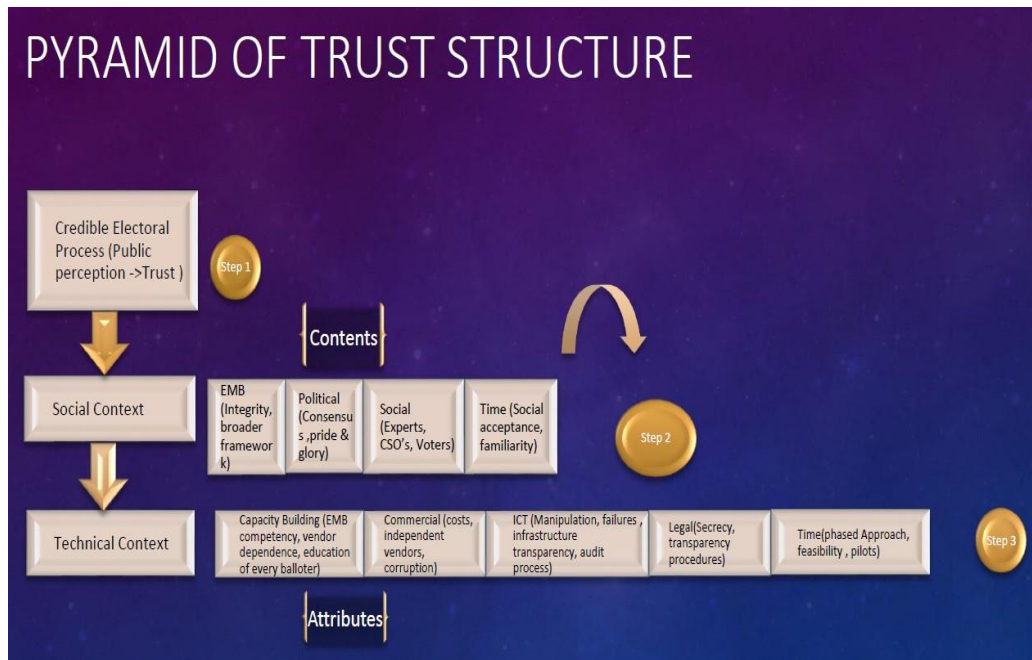 PYRAMID OF TRUST STRUCTURE
Credible Electoral
Process (Public
perception ->Trust )
Step 1
Contents
Social Context
EMB
(Integrity,
broader
framewor
k)
Political
(Consensu
s ,pride &
glory)
Social
(Experts,
CSO's, Voters)
Time (Social
acceptance,
familiarity)
Step 2
Technical Context
Capacity Building (EMB
competency, vendor
dependence, education
of every balloter)
Commercial (costs,
independent
vendors,
corruption)
ICT (Manipulation, failures ,
infrastructure
transparency, audit
process)
Legal(Secrecy,
transparency
procedures)
Time(phased Approach,
feasibility , pilots)
Step 3
Attributes